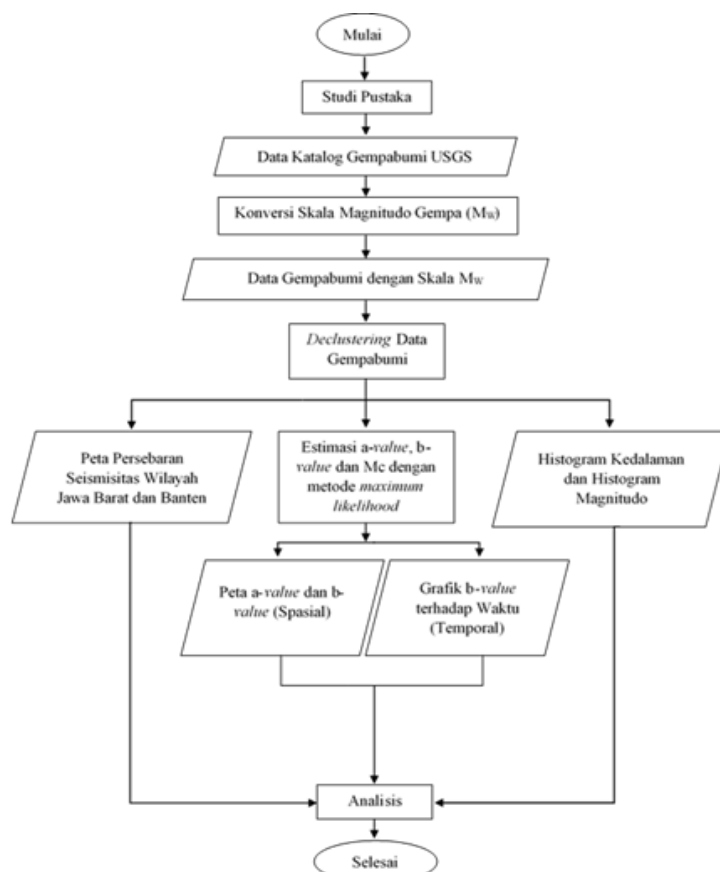 Mulai
Studi Pustaka
Data Katalog Gempabumi USGS
Konversi Skala Magnitudo Gempa (Mw)
Data Gempabumi dengan Skala Mw
Declustering Data
Gempabumi
Peta Persebaran
Seismisitas Wilayah
Jawa Barat dan Banten
Estimasi a-value, b-
value dan Mc dengan
metode maximum
likelihood
Histogram Kedalaman
dan Histogram
Magnitudo
Peta a-value dan b-
value (Spasial)
Grafik b-value
terhadap Waktu
(Temporal)
Analisis
Selesai